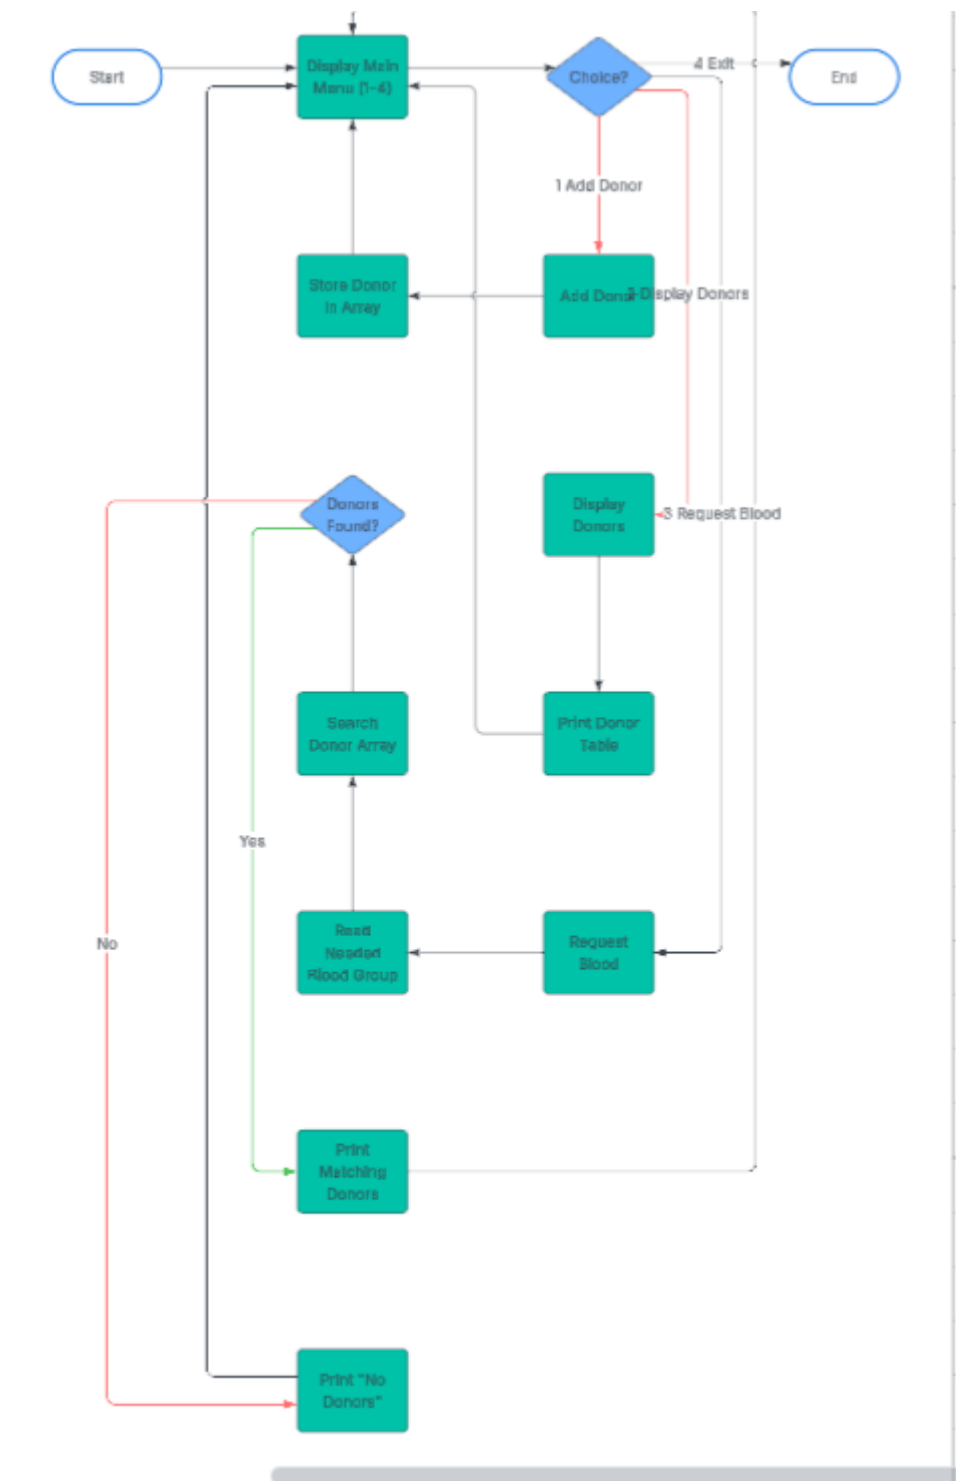 Start
Display Main
Menu (1-4)
Choice?
4 Exit
End
1 Add Donor
Store Donor
in Array
Add Donor
2 Display Donors
Donors
Found?
Display
Donors
3 Request Blood
Search
Donor Array
Print Donor
Table
Yes
No
Read
Needed
Blood Group
Request
Blood
Print
Matching
Donors
Print "No
Donors"